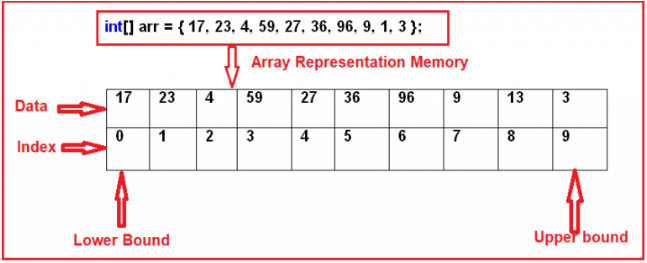 int[] arr = { 17, 23, 4, 59, 27, 36, 96, 9, 1, 3 };
Array Representation Memory
Data 17 23 4 59 27 36 96 9 13 3
Index 0 1 2 3 4 5 6 7 8 9
Lower Bound Upper bound